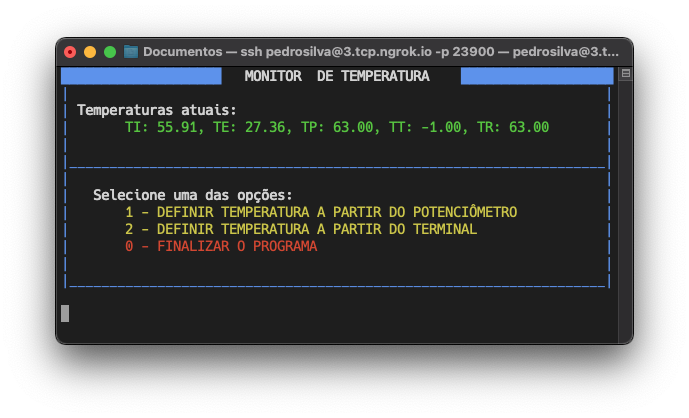 Documentos — ssh pedrosilva@3.tcp.ngrok.io -p 23900 — pedrosilva@3.t...
MONITOR DE TEMPERATURA
Temperaturas atuais:
TI: 55.91, TE: 27.36, TP: 63.00, TT: -1.00, TR: 63.00
Selecione uma das opções:
1 - DEFINIR TEMPERATURA A PARTIR DO POTENCIÔMETRO
2 - DEFINIR TEMPERATURA A PARTIR DO TERMINAL
0 - FINALIZAR O PROGRAMA